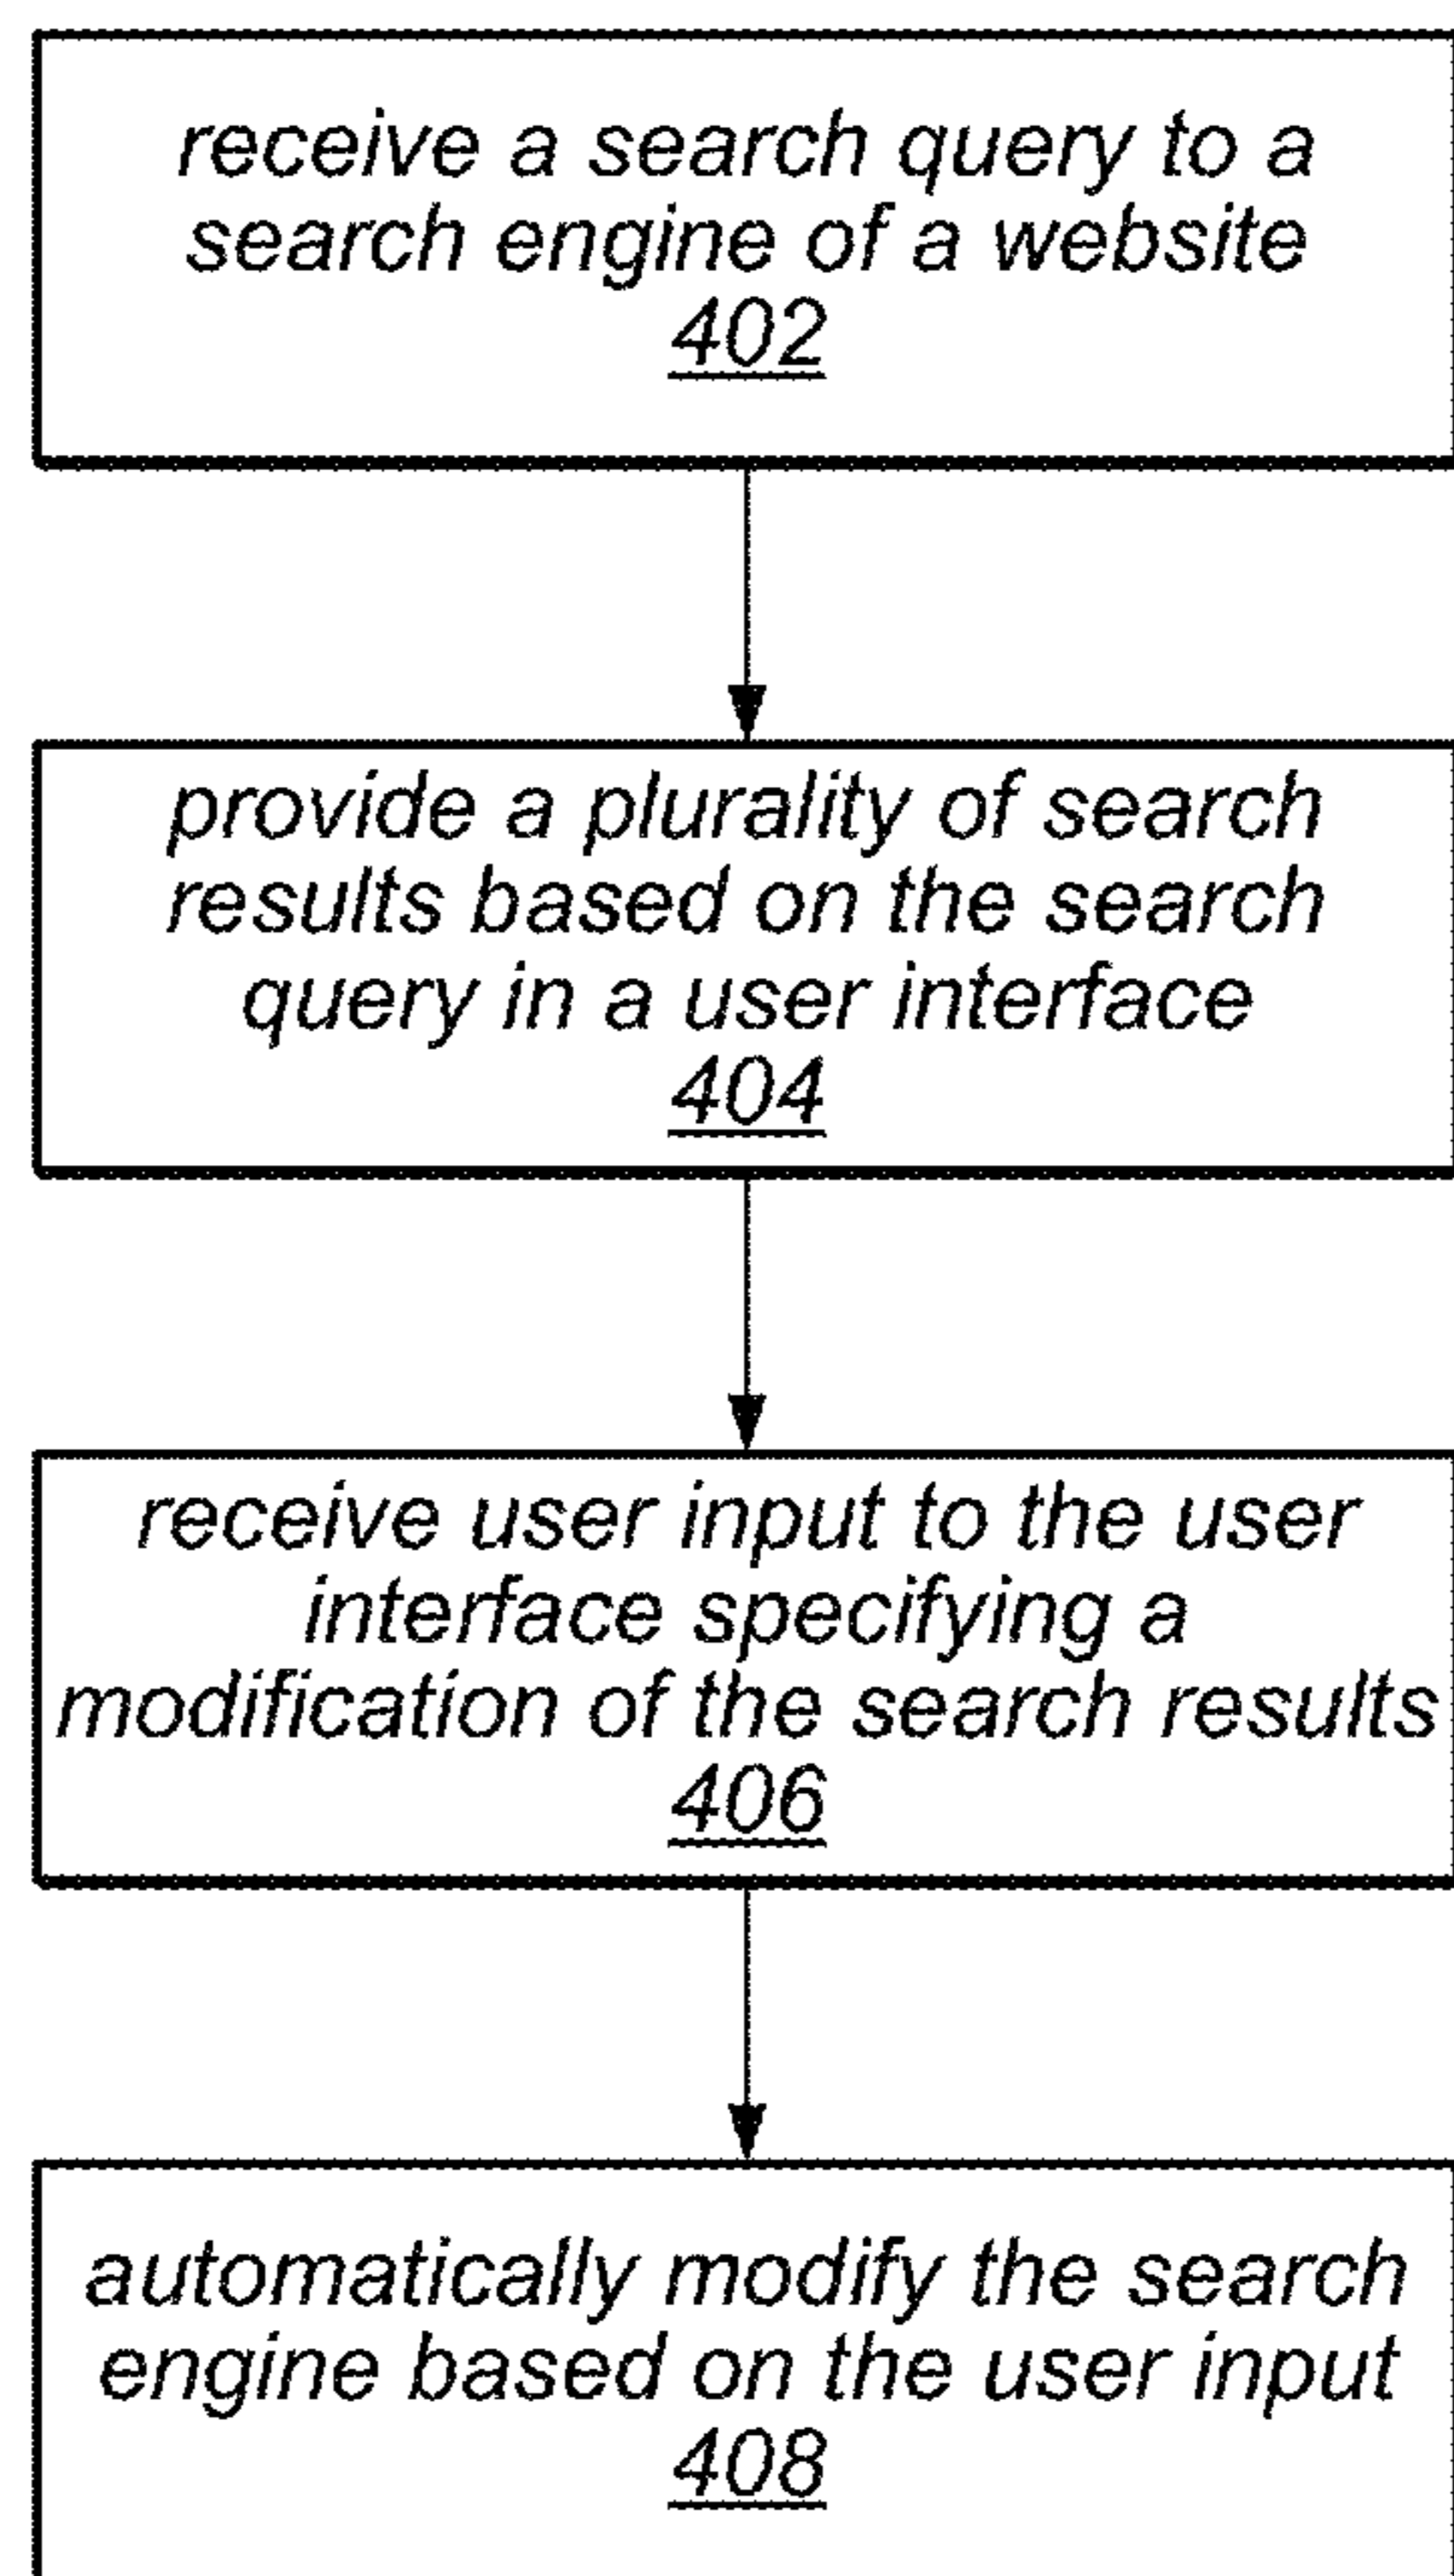 receive a search query to a
search engine of a website
402
provide a plurality of search
results based on the search
query in a user interface
404
receive user input to the user
interface specifying a
modification of the search results
406
automatically modify the search
engine based on the user input
408